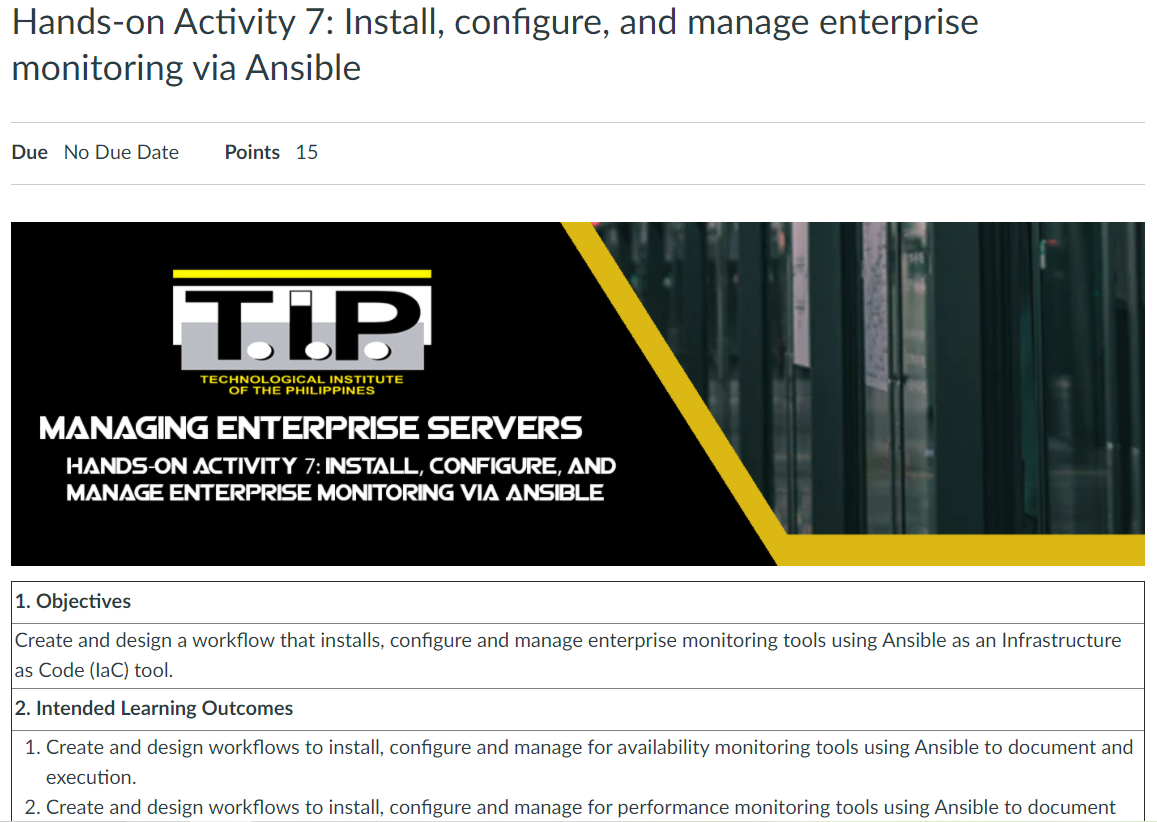 Hands-on Activity 7: Install, configure, and manage enterprise
monitoring via Ansible
Due No Due Date Points 15
T.I.P.
TECHNOLOGICAL INSTITUTE
OF THE PHILIPPINES
MANAGING ENTERPRISE SERVERS
HANDS-ON ACTIVITY 7: INSTALL, CONFIGURE, AND
MANAGE ENTERPRISE MONITORING VIA ANSIBLE
1. Objectives
Create and design a workflow that installs, configure and manage enterprise monitoring tools using Ansible as an Infrastructure
as Code (IaC) tool.
2. Intended Learning Outcomes
1. Create and design workflows to install, configure and manage for availability monitoring tools using Ansible to document and
execution.
2. Create and design workflows to install, configure and manage for performance monitoring tools using Ansible to document